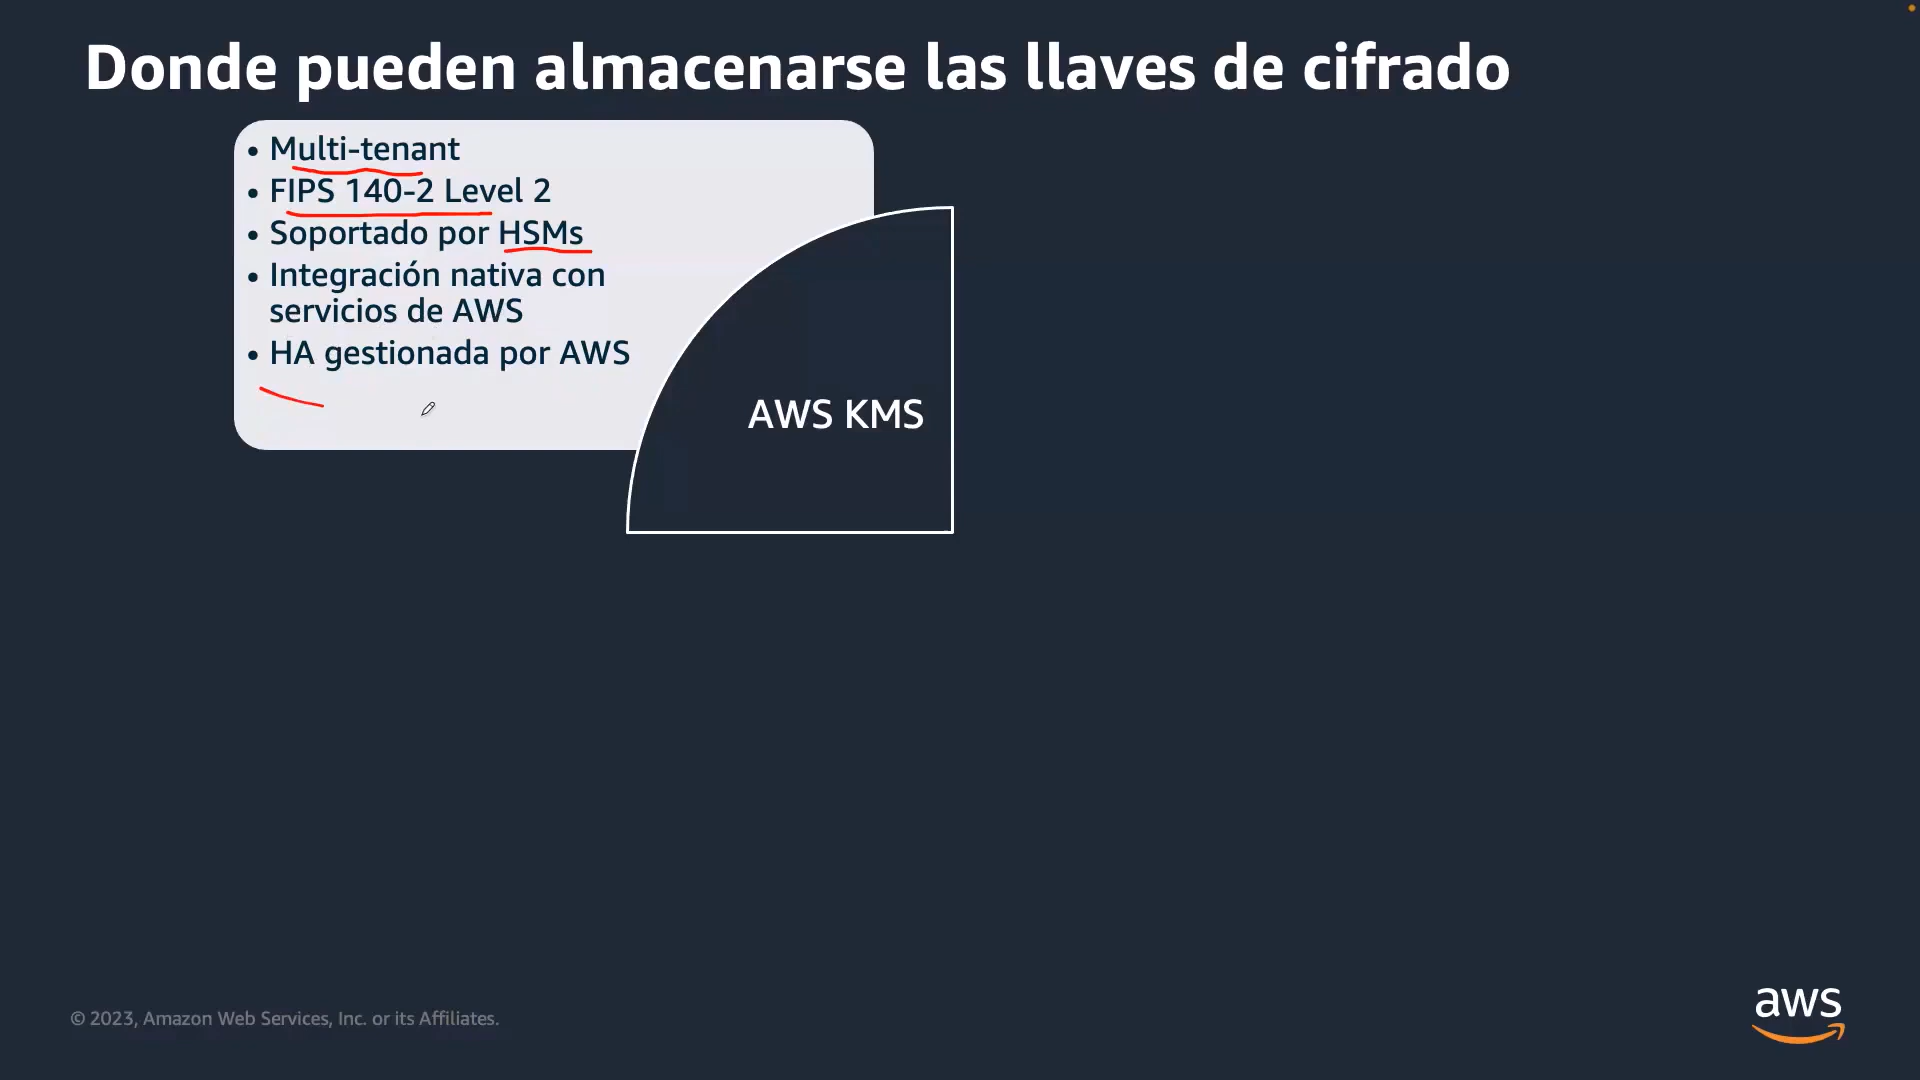 Donde pueden almacenarse las llaves de cifrado
• Multi-tenant
• FIPS 140-2 Level 2
• Soportado por HSMs
• Integración nativa con
servicios de AWS
• HA gestionada por AWS
AWS KMS
© 2023, Amazon Web Services, Inc. or its Affiliates.
aws